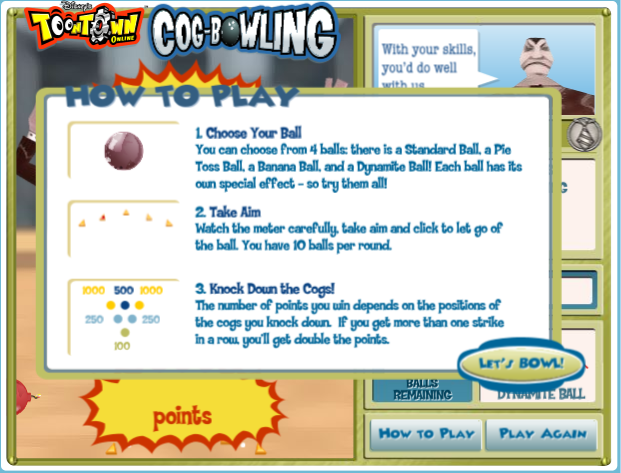 Disney's
TOONTOWN
ONLINE
COG-BOWLING
With your skills,
you'd do well
with us
HOW TO PLAY
1. Choose Your Ball
You can choose from 4 balls: there is a Standard Ball, a Pie
Toss Ball, a Banana Ball, and a Dynamite Ball! Each ball has its
own special effect - so try them all!
2. Take Aim
Watch the meter carefully, take aim and click to let go of
the ball. You have 10 balls per round.
1000 500 1000
250 250
100
3. Knock Down the Cogs!
The number of points you win depends on the positions of
the cogs you knock down. If you get more than one strike
in a row, you'll get double the points.
LET'S BOWL!
points
BALLS
REMAINING
DYNAMITE BALL
HOW TO PLAY
PLAY AGAIN